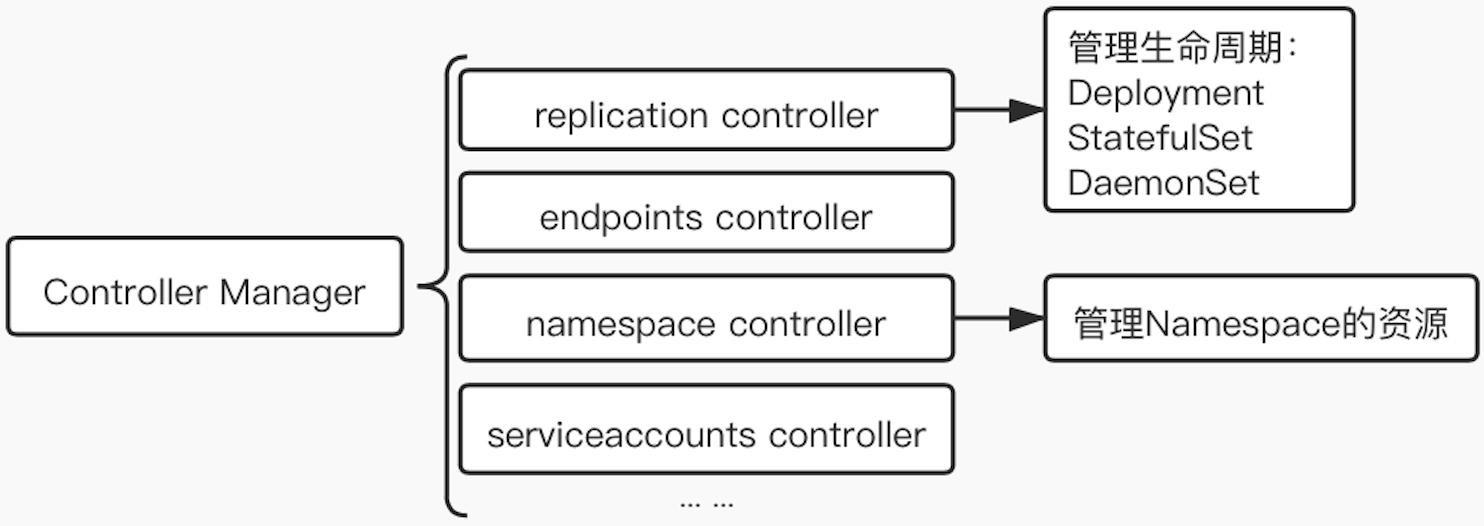 Controller Manager
replication controller
管理生命周期：
Deployment
StatefulSet
DaemonSet
endpoints controller
namespace controller
管理Namespace的资源
serviceaccounts controller
... ...